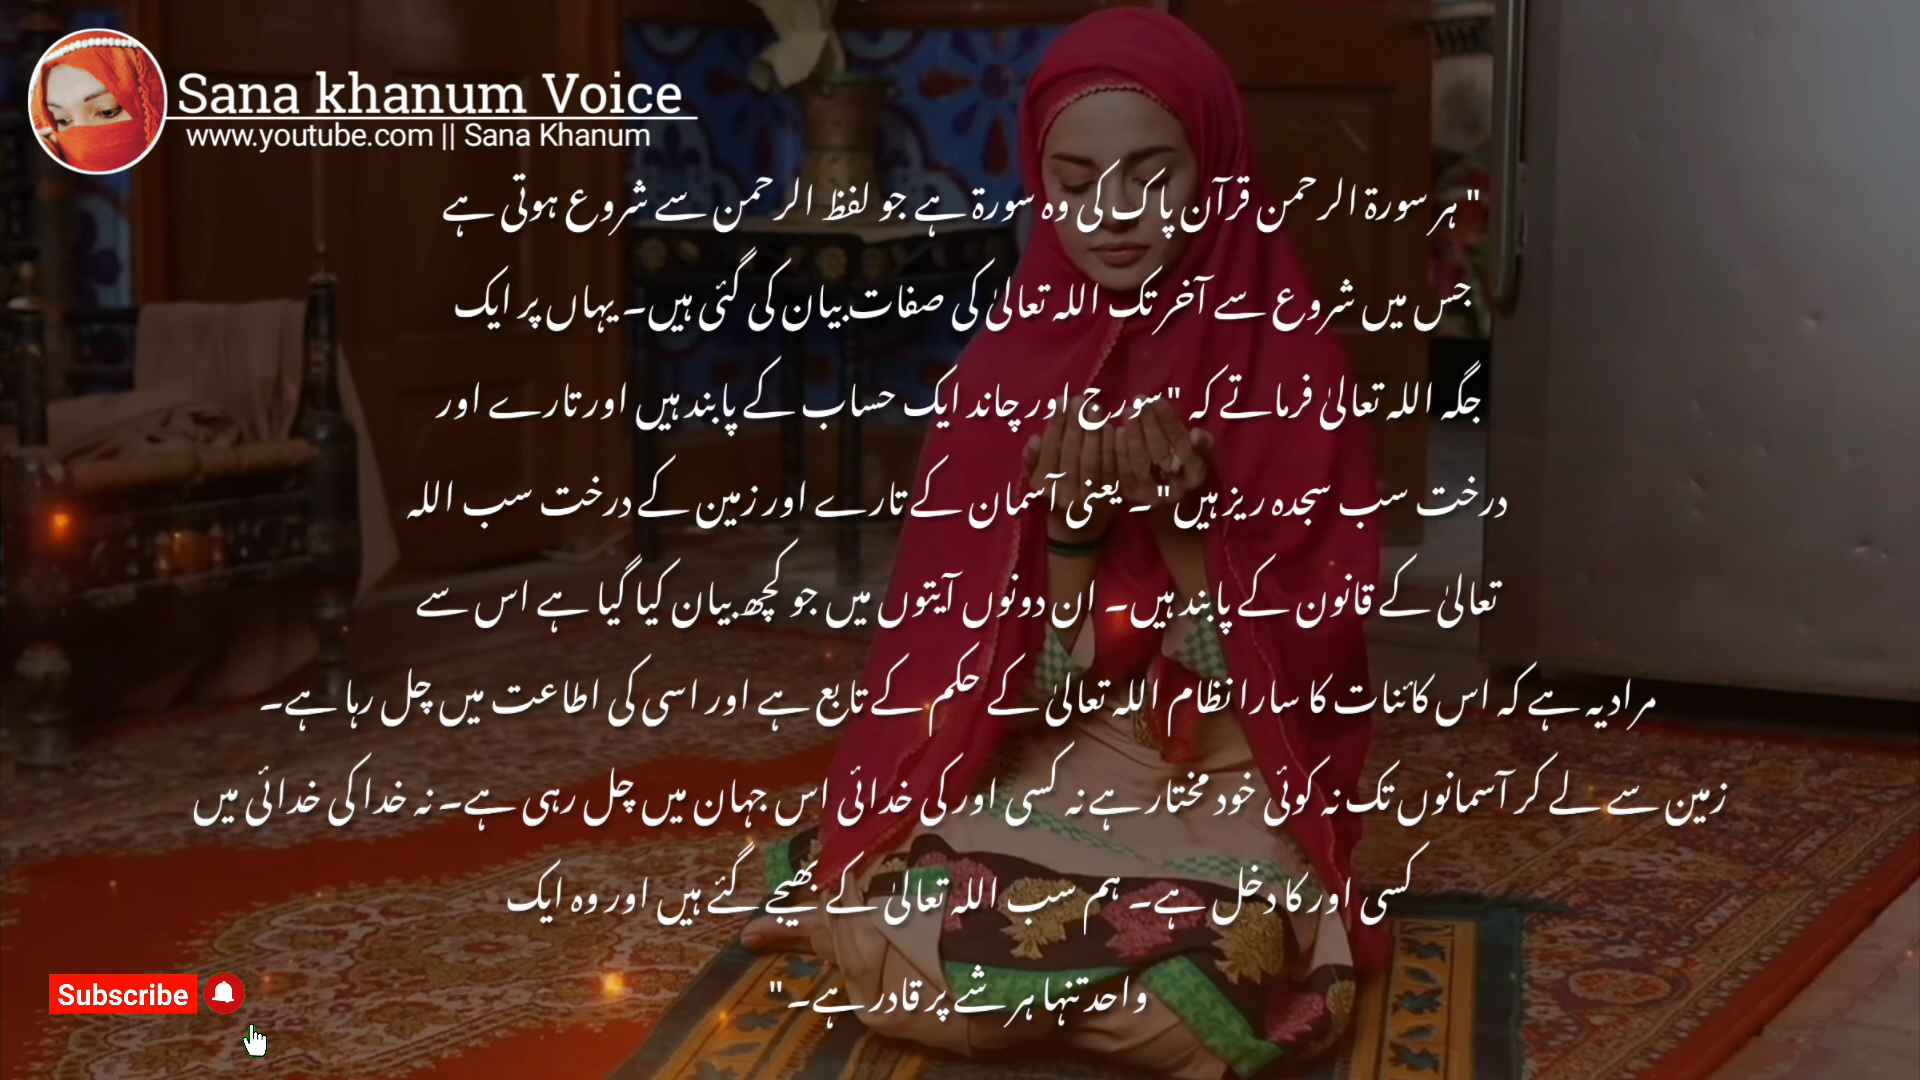 Sana khanum Voice
www.youtube.com || Sana Khanum
" ہر سورۃ الرحمن قرآن پاک کی وہ سورۃ ہے جو لفظ الرحمن سے شروع ہوتی ہے
جس میں شروع سے آخر تک اللہ تعالیٰ کی صفات بیان کی گئی ہیں۔ یہاں پر ایک
جگہ اللہ تعالیٰ فرماتے کہ "سورج اور چاند ایک حساب کے پابند ہیں اور تارے اور
درخت سب سجدہ ریز ہیں"۔ یعنی آسمان کے تارے اور زمین کے درخت سب اللہ
تعالیٰ کے قانون کے پابند ہیں۔ ان دونوں آیتوں میں جو کچھ بیان کیا گیا ہے اس سے
مراد یہ ہے کہ اس کائنات کا سارا نظام اللہ تعالیٰ کے حکم کے تابع ہے اور اسی کی اطاعت میں چل رہا ہے۔
زمین سے لے کر آسمانوں تک نہ کوئی خود مختار ہے نہ کسی اور کی خدائی اس جہان میں چل رہی ہے۔ نہ خدا کی خدائی میں
کسی اور کا دخل ہے۔ ہم سب اللہ تعالیٰ کے بھیجے گئے ہیں اور وہ ایک
واحد تنہا ہر شے پر قادر ہے۔"
Subscribe